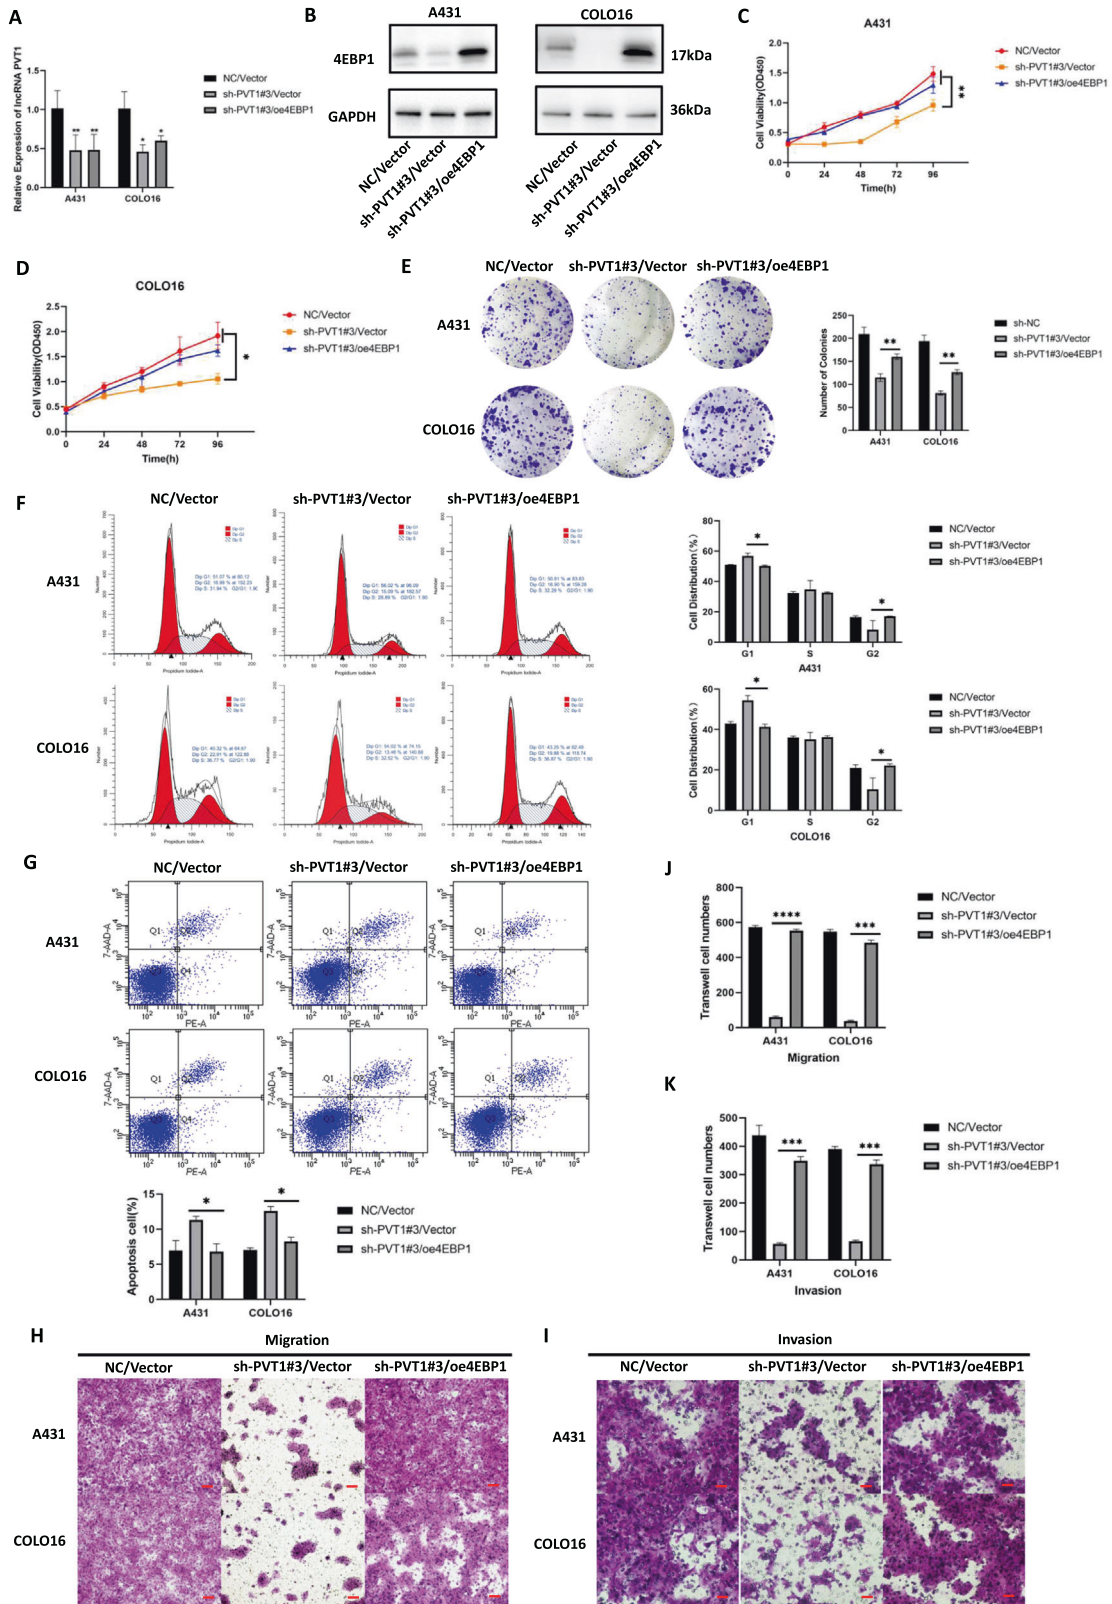 A
Relative Expression of lncRNA PVT1
1.5
1.0
0.5
0.0
** ** * *
A431 COLO16
NC/Vector
sh-PVT1#3/Vector
sh-PVT1#3/oe4EBP1
B
A431 COLO16
4EBP1 17kDa
GAPDH 36kDa
NC/Vector
sh-PVT1#3/Vector
sh-PVT1#3/oe4EBP1
NC/Vector
sh-PVT1#3/Vector
sh-PVT1#3/oe4EBP1
C
A431
Cell Viability(OD450)
2.0
1.5
1.0
0.5
0.0
0 24 48 72 96
Time(h)
NC/Vector
sh-PVT1#3/Vector
sh-PVT1#3/oe4EBP1
**
D
COLO16
Cell Viability(OD450)
2.5
2.0
1.5
1.0
0.5
0.0
0 24 48 72 96
Time(h)
NC/Vector
sh-PVT1#3/Vector
sh-PVT1#3/oe4EBP1
*
E
NC/Vector sh-PVT1#3/Vector sh-PVT1#3/oe4EBP1
A431
COLO16
Number of Colonies
250
200
150
100
50
0
** **
A431 COLO16
sh-NC
sh-PVT1#3/Vector
sh-PVT1#3/oe4EBP1
F
NC/Vector sh-PVT1#3/Vector sh-PVT1#3/oe4EBP1
A431
COLO16
Number
Propidium Iodide-A
Dip G1
Dip G2
Dip S
Cell Distribution(%)
80
60
40
20
0
* *
G1 S G2
A431
NC/Vector
sh-PVT1#3/Vector
sh-PVT1#3/oe4EBP1
Cell Distribution(%)
60
40
20
0
* *
G1 S G2
COLO16
NC/Vector
sh-PVT1#3/Vector
sh-PVT1#3/oe4EBP1
G
NC/Vector sh-PVT1#3/Vector sh-PVT1#3/oe4EBP1
A431
COLO16
7-AAD-A
PE-A
Q1 Q2
Q3 Q4
Apoptosis cell(%)
15
10
5
0
* *
A431 COLO16
NC/Vector
sh-PVT1#3/Vector
sh-PVT1#3/oe4EBP1
J
Transwell cell numbers
800
600
400
200
0
**** ***
A431 COLO16
Migration
NC/Vector
sh-PVT1#3/Vector
sh-PVT1#3/oe4EBP1
K
Transwell cell numbers
500
400
300
200
100
0
*** ***
A431 COLO16
Invasion
NC/Vector
sh-PVT1#3/Vector
sh-PVT1#3/oe4EBP1
H
Migration
NC/Vector sh-PVT1#3/Vector sh-PVT1#3/oe4EBP1
A431
COLO16
I
Invasion
NC/Vector sh-PVT1#3/Vector sh-PVT1#3/oe4EBP1
A431
COLO16